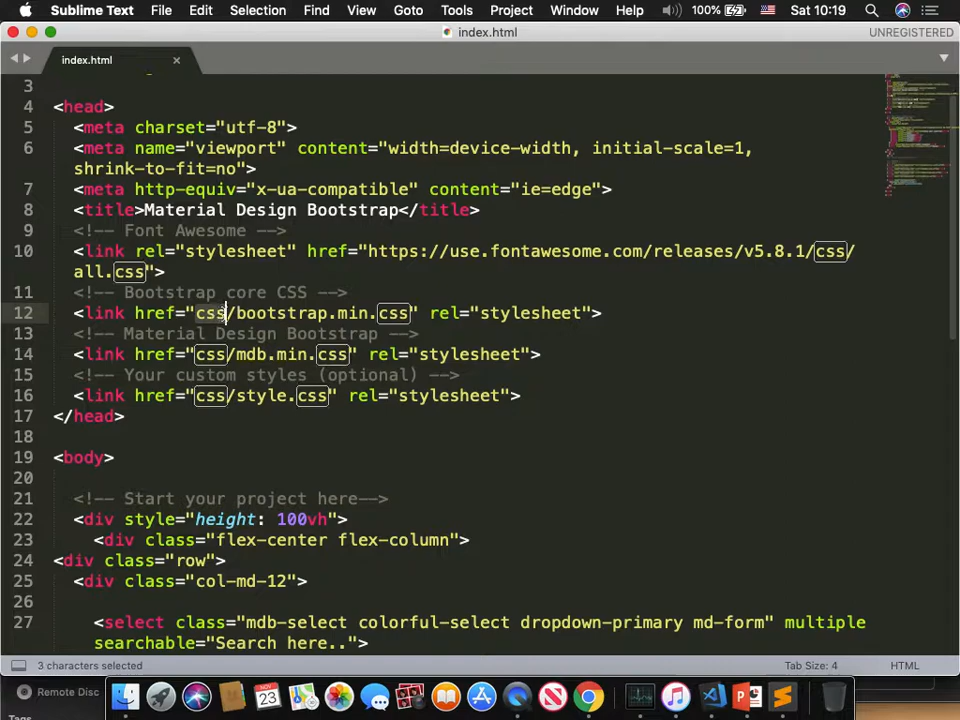 Sublime Text File Edit Selection Find View Goto Tools Project Window Help 100% Sat 10:19
index.html UNREGISTERED
index.html
3
4 <head>
5 <meta charset="utf-8">
6 <meta name="viewport" content="width=device-width, initial-scale=1,
shrink-to-fit=no">
7 <meta http-equiv="x-ua-compatible" content="ie=edge">
8 <title>Material Design Bootstrap</title>
9 <!-- Font Awesome -->
10 <link rel="stylesheet" href="https://use.fontawesome.com/releases/v5.8.1/css/
all.css">
11 <!-- Bootstrap core CSS -->
12 <link href="css/bootstrap.min.css" rel="stylesheet">
13 <!-- Material Design Bootstrap -->
14 <link href="css/mdb.min.css" rel="stylesheet">
15 <!-- Your custom styles (optional) -->
16 <link href="css/style.css" rel="stylesheet">
17 </head>
18
19 <body>
20
21 <!-- Start your project here-->
22 <div style="height: 100vh">
23 <div class="flex-center flex-column">
24 <div class="row">
25 <div class="col-md-12">
26
27 <select class="mdb-select colorful-select dropdown-primary md-form" multiple
searchable="Search here..">
3 characters selected Tab Size: 4 HTML
Remote Disc
NOV
23
Tags